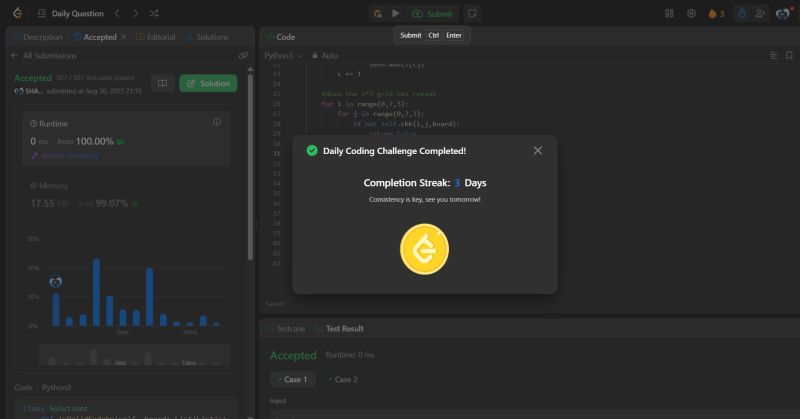 Daily Question
Submit
3
Submit Ctrl Enter
Description
Accepted
Editorial
Solutions
All Submissions
Accepted 507 / 507 testcases passed
SHA... submitted at Aug 30, 2025 21:16
Solution
Runtime
0 ms Beats 100.00%
Analyze Complexity
Memory
17.55 MB Beats 99.07%
30%
20%
10%
0%
5ms 10ms
Code Python3
class Solution:
Code
Python3 Auto
22
23 c += 1
24
25 #does the 3*3 grid has repeat
26 for i in range(0,7,3):
27 for j in range(0,7,3):
28 if not self.chk(i,j,board):
29 return False
30
31
32
33
34
35
36
37
38
39
40
41
42
Saved
Daily Coding Challenge Completed!
Completion Streak: 3 Days
Consistency is key, see you tomorrow!
Testcase
Test Result
Accepted Runtime: 0 ms
• Case 1 • Case 2
Input